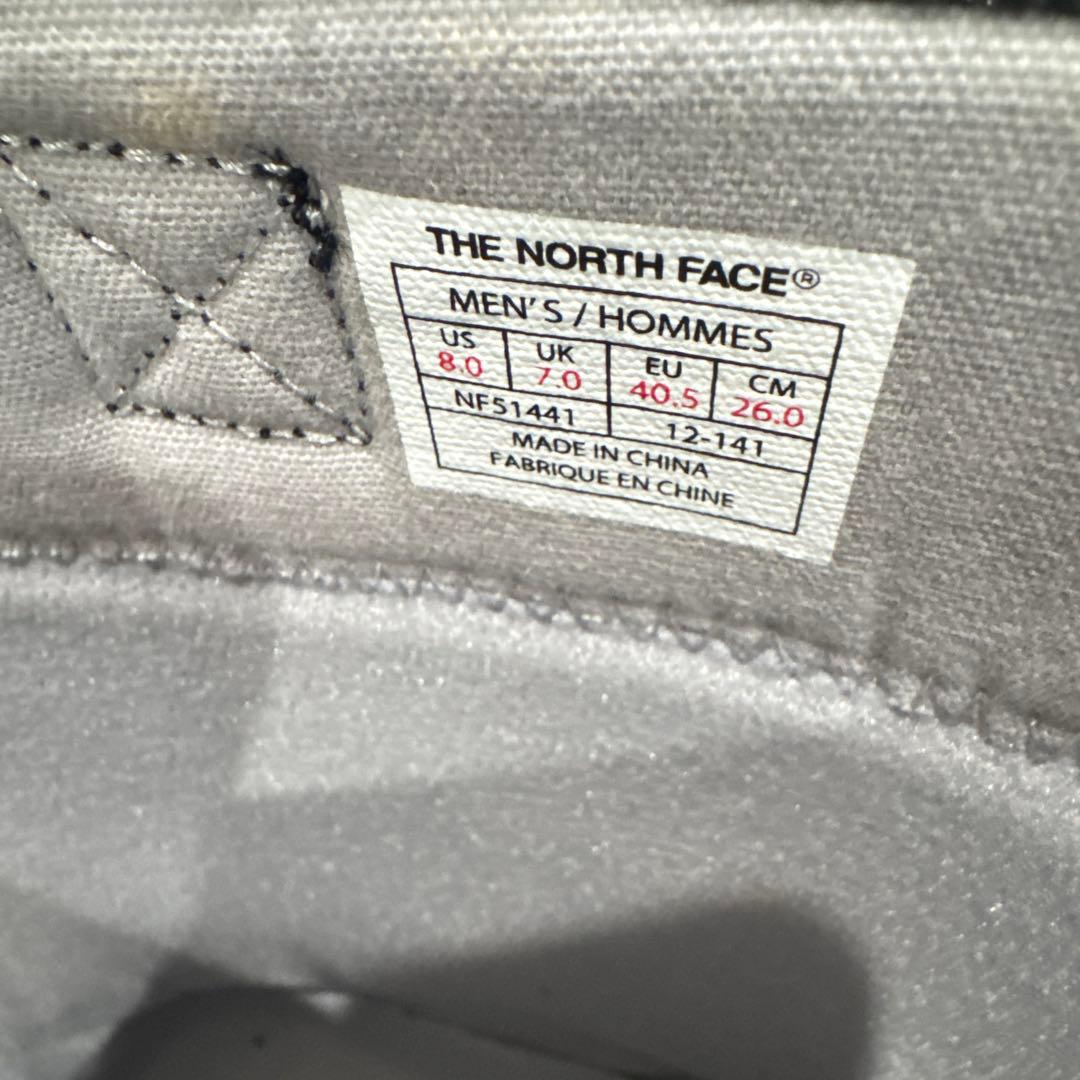 THE NORTH FACE®
MEN'S / HOMMES
US UK EU CM
8.0 7.0 40.5 26.0
NF51441 12-141
MADE IN CHINA
FABRIQUE EN CHINE